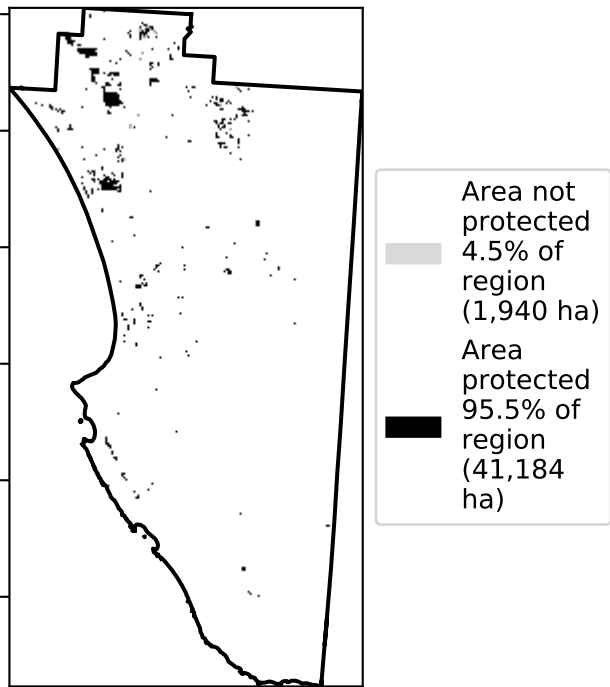 Area not
protected
4.5% of
region
(1,940 ha)
Area
protected
95.5% of
region
(41,184
ha)